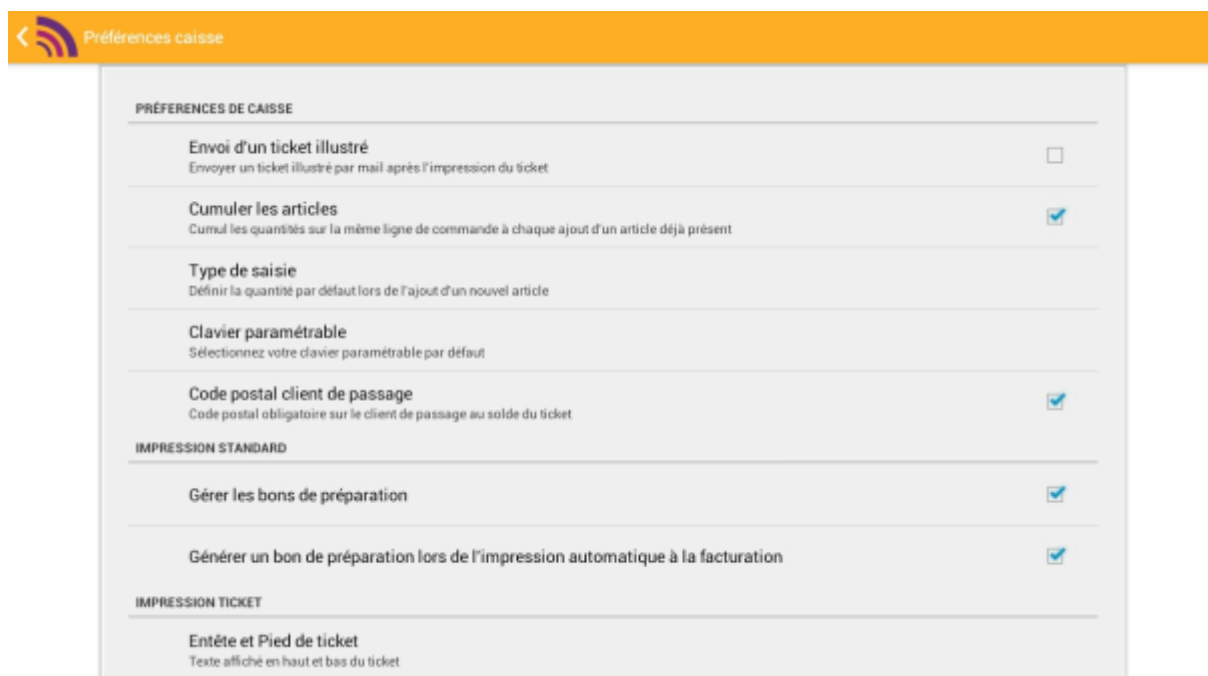 Préférences caisse
PRÉFERENCES DE CAISSE
Envoi d'un ticket illustré
Envoyer un ticket illustré par mail après l'impression du ticket
Cumuler les articles
Cumul les quantités sur la même ligne de commande à chaque ajout d'un article déjà présent
Type de saisie
Définir la quantité par défaut lors de l'ajout d'un nouvel article
Clavier paramétrable
Sélectionnez votre clavier paramétrable par défaut
Code postal client de passage
Code postal obligatoire sur le client de passage au solde du ticket
IMPRESSION STANDARD
Gérer les bons de préparation
Générer un bon de préparation lors de l'impression automatique à la facturation
IMPRESSION TICKET
Entête et Pied de ticket
Texte affiché en haut et bas du ticket